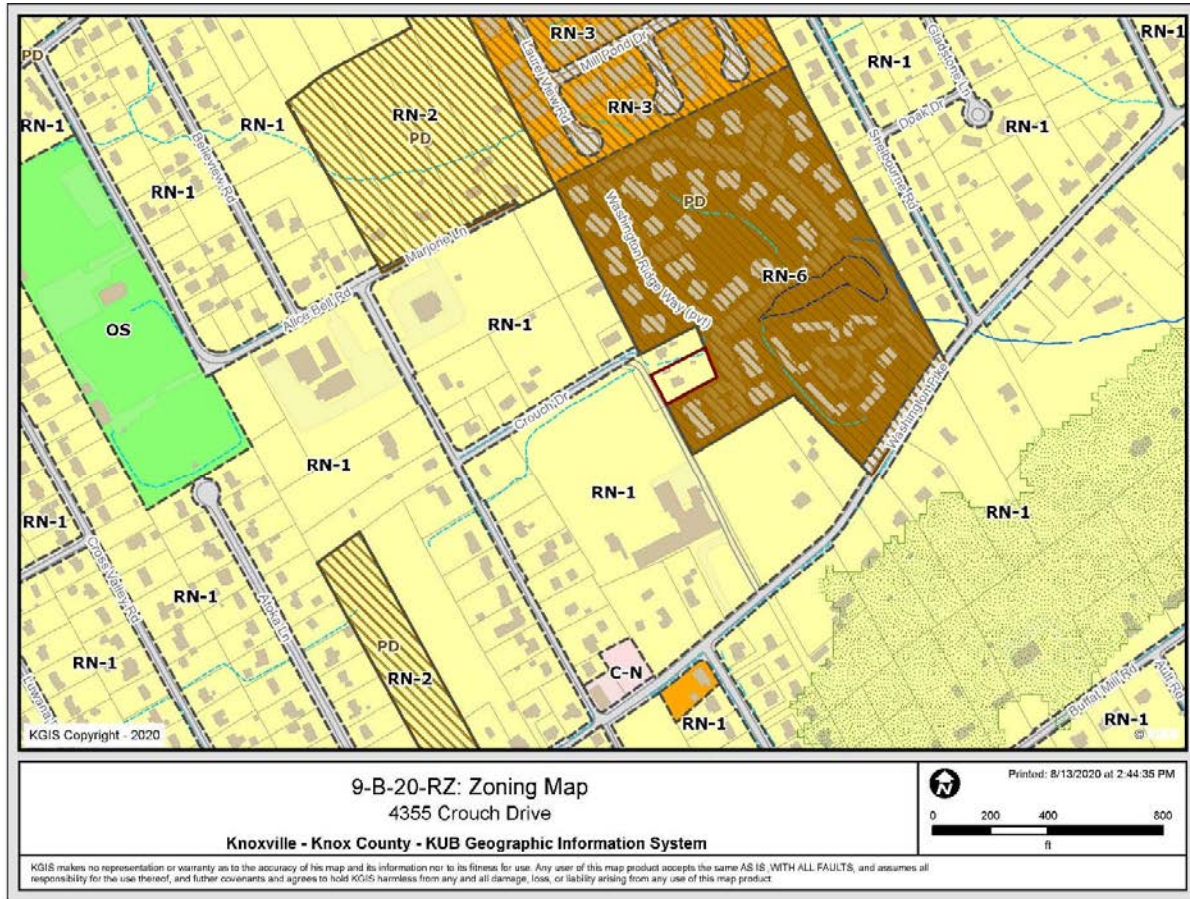 PD
RN-1
Belleview Rd
RN-1
RN-1
OS
RN-2
PD
RN-3
Laurel View Rd
Mill Pond Dr
RN-3
RN-1
Gladstone Ln
Doak Dr
RN-1
RN-1
Shelbourne Rd
PD
Washington Ridge Way (pvt)
RN-6
Marjorie Ln
Alice Bell Rd
RN-1
Crouch Dr
Washington Pike
RN-1
RN-1
RN-1
RN-1
Cross Valley Rd
RN-1
Atoka Ln
RN-1
PD
RN-2
C-N
RN-1
Buffat Mill Rd
Ault Rd
RN-1
KGIS Copyright - 2020
©
9-B-20-RZ: Zoning Map
4355 Crouch Drive
Knoxville - Knox County - KUB Geographic Information System
N
Printed: 8/13/2020 at 2:44:35 PM
0 200 400 800
ft
KGIS makes no representation or warranty as to the accuracy of his map and its information nor to its fitness for use. Any user of this map product accepts the same AS IS, WITH ALL FAULTS, and assumes all
responsibility for the use thereof, and futher covenants and agrees to hold KGIS harmless from any and all damage, loss, or liability arising from any use of this map product.